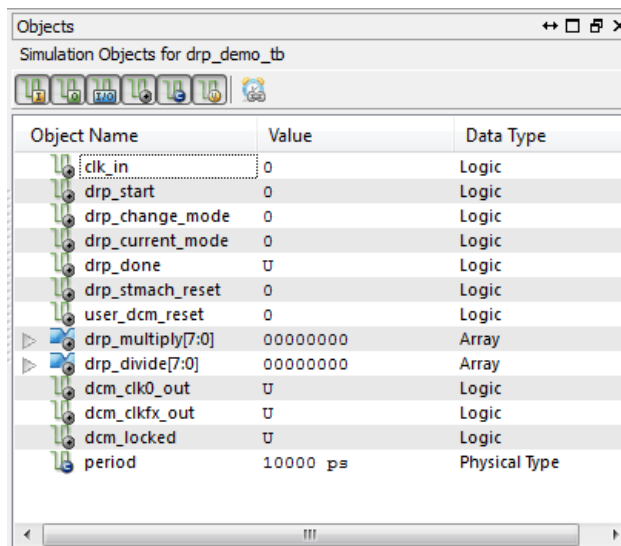 Objects
Simulation Objects for drp_demo_tb
I O I/O C U
Object Name Value Data Type
clk_in 0 Logic
drp_start 0 Logic
drp_change_mode 0 Logic
drp_current_mode 0 Logic
drp_done U Logic
drp_stmach_reset 0 Logic
user_dcm_reset 0 Logic
drp_multiply[7:0] 00000000 Array
drp_divide[7:0] 00000000 Array
dcm_clk0_out U Logic
dcm_clkfx_out U Logic
dcm_locked U Logic
period 10000 ps Physical Type